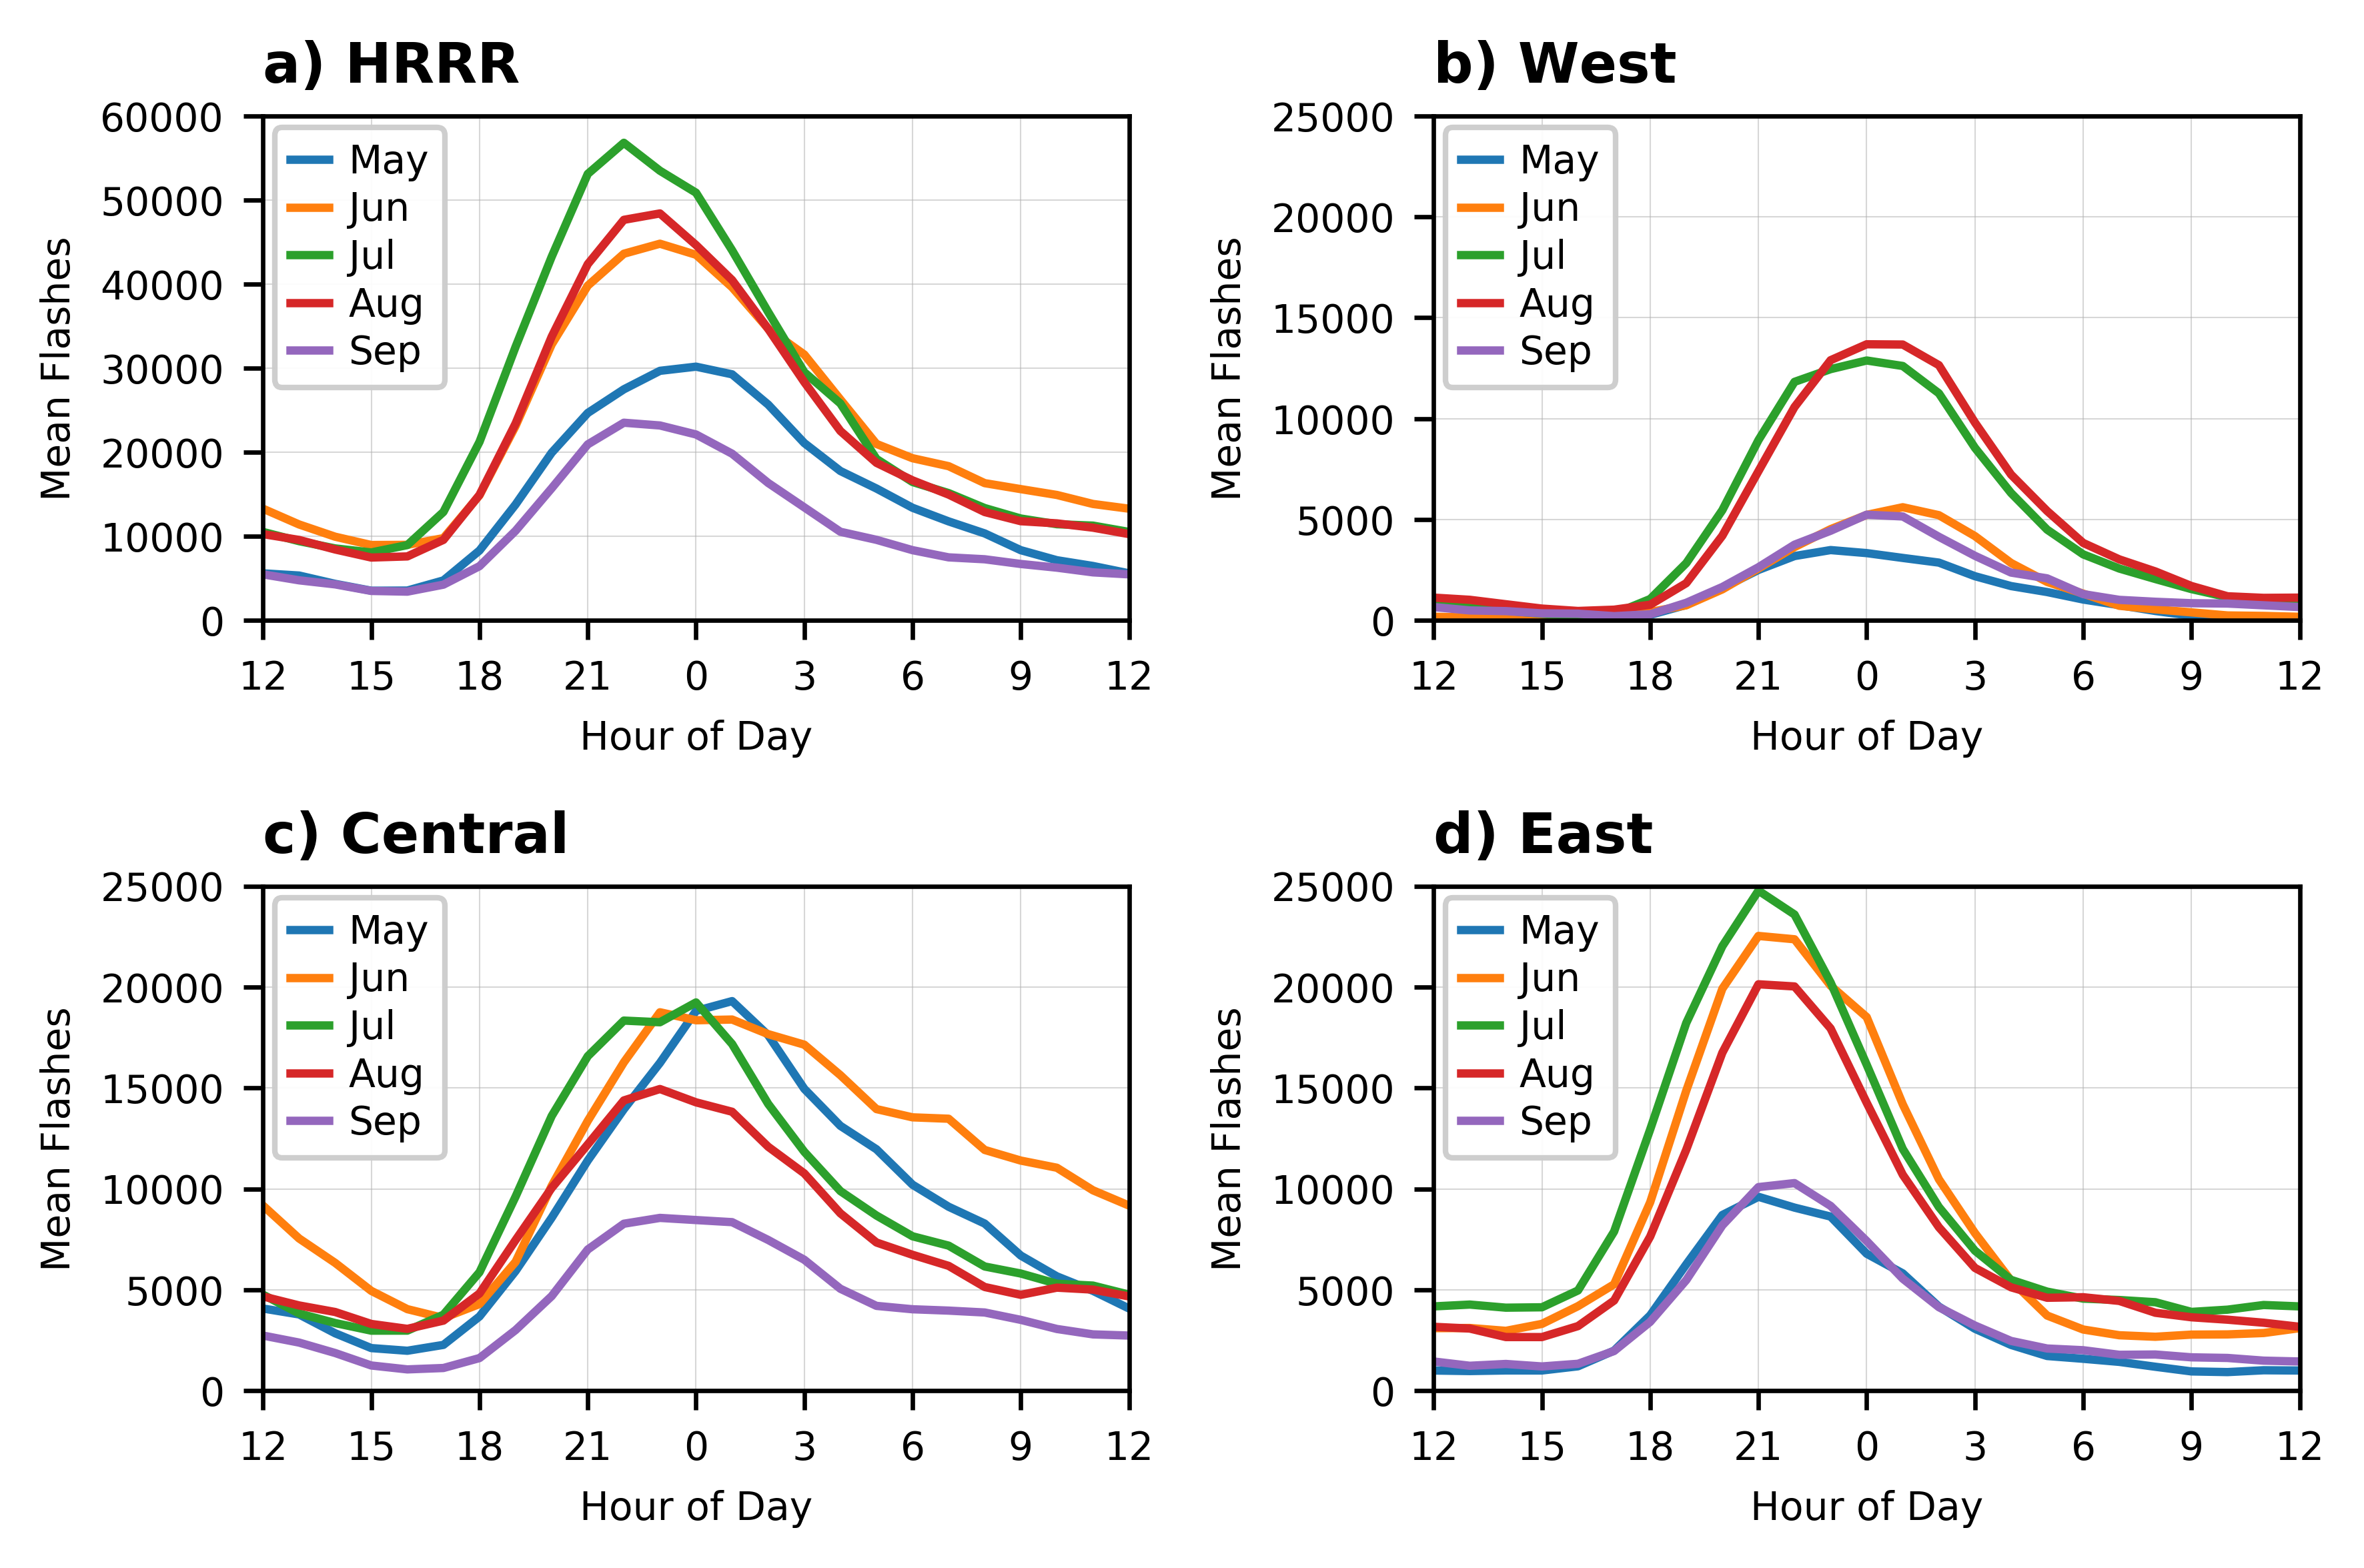 a) HRRR
60000
50000
40000
30000
20000
10000
0
Mean Flashes
May
Jun
Jul
Aug
Sep
12 15 18 21 0 3 6 9 12
Hour of Day
b) West
25000
20000
15000
10000
5000
0
Mean Flashes
May
Jun
Jul
Aug
Sep
12 15 18 21 0 3 6 9 12
Hour of Day
c) Central
25000
20000
15000
10000
5000
0
Mean Flashes
May
Jun
Jul
Aug
Sep
12 15 18 21 0 3 6 9 12
Hour of Day
d) East
25000
20000
15000
10000
5000
0
Mean Flashes
May
Jun
Jul
Aug
Sep
12 15 18 21 0 3 6 9 12
Hour of Day